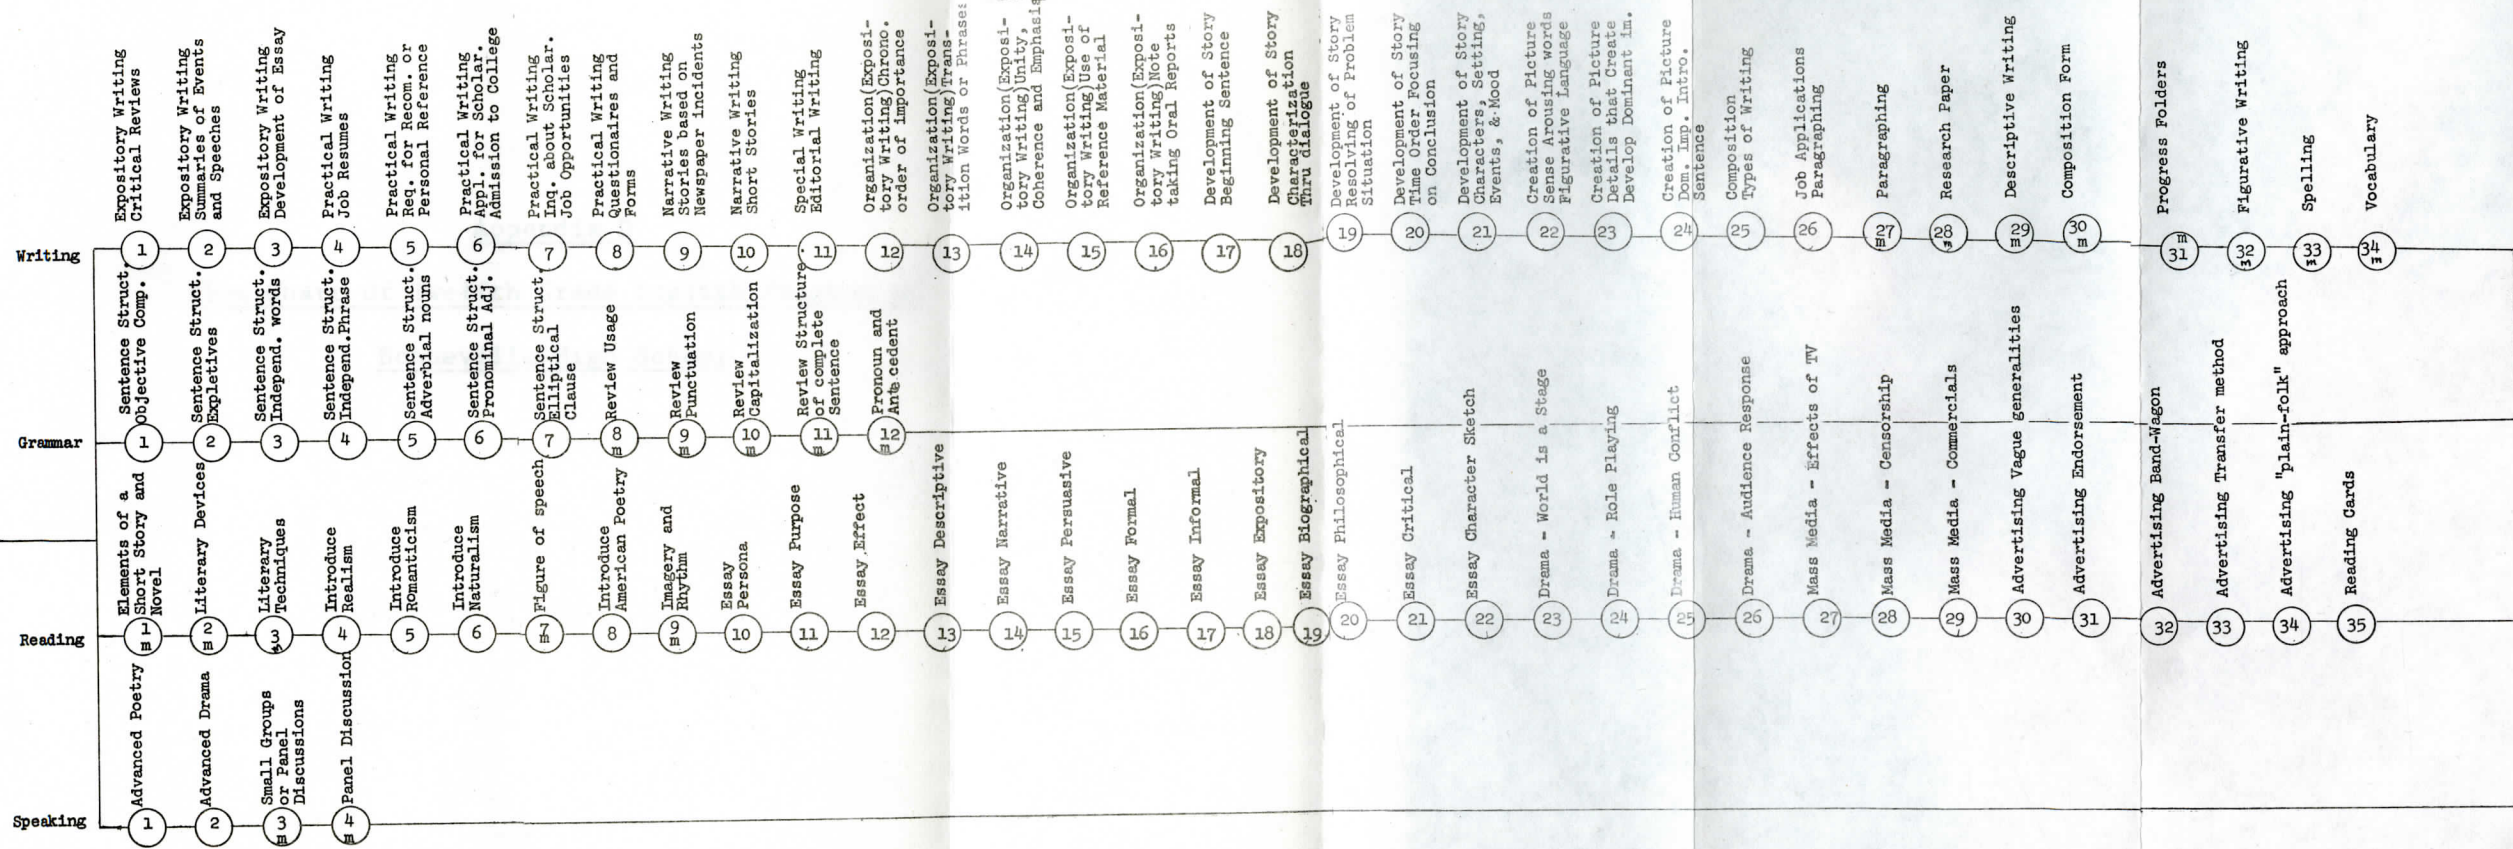 Writing
Expository Writing
Critical Reviews
1
Expository Writing
Summaries of Events
and Speeches
2
Expository Writing
Development of Essay
3
Practical Writing
Job Resumes
4
Practical Writing
Req. for Recom. or
Personal Reference
5
Practical Writing
Appl. for Scholar.
Admission to College
6
Practical Writing
Inq. about Scholar.
Job Opportunities
7
Practical Writing
Questionaires and
Forms
8
Narrative Writing
Stories based on
Newspaper incidents
9
Narrative Writing
Short Stories
10
Special Writing
Editorial Writing
11
Organization(Exposi-
tory Writing)Chrono.
order of importance
12
Organization(Exposi-
tory Writing)Trans-
ition Words or Phrases
13
Organization(Exposi-
tory Writing)Unity,
Coherence and Emphasis
14
Organization(Exposi-
tory Writing)Use of
Reference Material
15
Organization(Exposi-
tory Writing)Note
taking Oral Reports
16
Development of Story
Beginning Sentence
17
Development of Story
Characterization
Thru dialogue
18
Development of Story
Resolving of Problem
Situation
19
Development of Story
Time Order Focusing
on Conclusion
20
Development of Story
Characters, Setting,
Events, & Mood
21
Creation of Picture
Sense Arousing words
Figurative Language
22
Creation of Picture
Details that Create
Develop Dominant im.
23
Creation of Picture
Dom. Imp. Intro.
Sentence
24
Composition
Types of Writing
25
Job Applications
Paragraphing
26
Paragraphing
27
m
Research Paper
28
m
Descriptive Writing
29
m
Composition Form
30
m
Progress Folders
m
31
Figurative Writing
32
m
Spelling
33
m
Vocabulary
34
m
Grammar
Sentence Struct.
Objective Comp.
1
Sentence Struct.
Expletives
2
Sentence Struct.
Independ. words
3
Sentence Struct.
Independ.Phrase
4
Sentence Struct.
Adverbial nouns
5
Sentence Struct.
Pronominal Adj.
6
Sentence Struct.
Elliptical
Clause
7
Review Usage
8
m
Review
Punctuation
9
m
Review
Capitalization
10
m
Review Structure
of complete
Sentence
11
m
Pronoun and
Antecedent
12
m
Reading
Elements of a
Short Story and
Novel
1
m
Literary Devices
2
m
Literary
Techniques
3
m
Introduce
Realism
4
Introduce
Romanticism
5
Introduce
Naturalism
6
Figure of speech
7
m
Introduce
American Poetry
8
Imagery and
Rhythm
9
m
Essay
Persona
10
Essay Purpose
11
Essay Effect
12
Essay Descriptive
13
Essay Narrative
14
Essay Persuasive
15
Essay Formal
16
Essay Informal
17
Essay Expository
18
Essay Biographical
19
Essay Philosophical
20
Essay Critical
21
Essay Character Sketch
22
Drama - World is a Stage
23
Drama - Role Playing
24
Drama - Human Conflict
25
Drama - Audience Response
26
Mass Media - Effects of TV
27
Mass Media - Censorship
28
Mass Media - Commercials
29
Advertising Vague generalities
30
Advertising Endorsement
31
Advertising Band-Wagon
32
Advertising Transfer method
33
Advertising "plain-folk" approach
34
Reading Cards
35
Speaking
Advanced Poetry
1
Advanced Drama
2
Small Groups
or Panel
Discussions
3
m
Panel Discussion
4
m